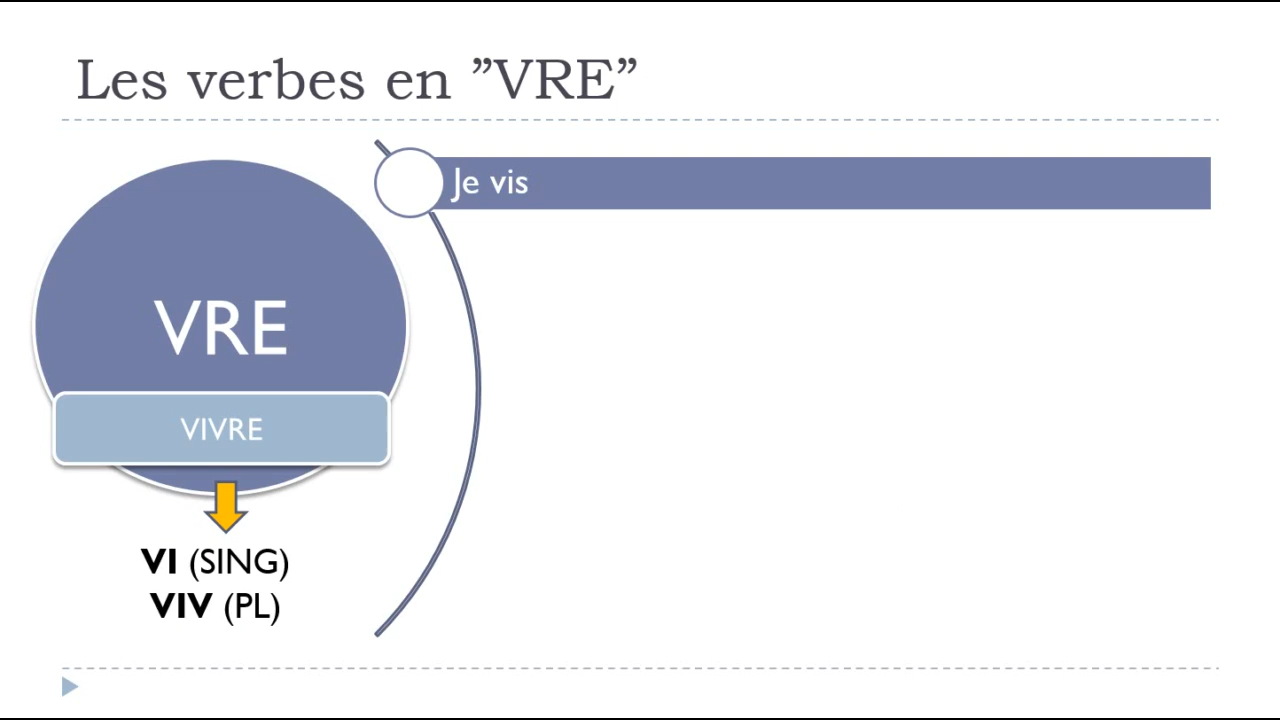 Les verbes en ”VRE”
Je vis
VRE
VIVRE
VI (SING)
VIV (PL)